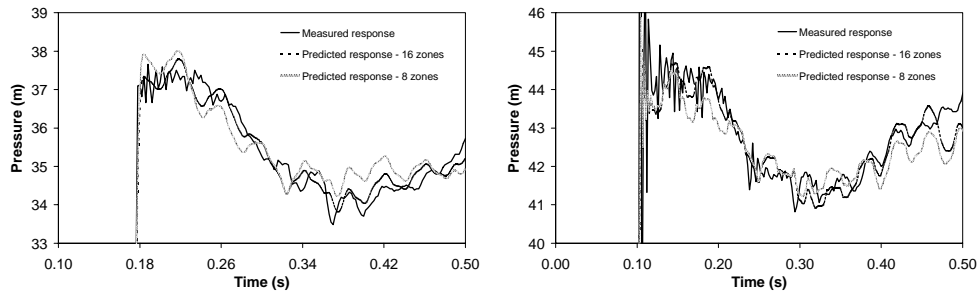 39
38
37
36
35
34
33
Pressure (m)
Measured response
Predicted response - 16 zones
Predicted response - 8 zones
0.10
0.18
0.26
0.34
0.42
0.50
Time (s)
46
45
44
43
42
41
40
Pressure (m)
Measured response
Predicted response - 16 zones
Predicted response - 8 zones
0.00
0.10
0.20
0.30
0.40
0.50
Time (s)